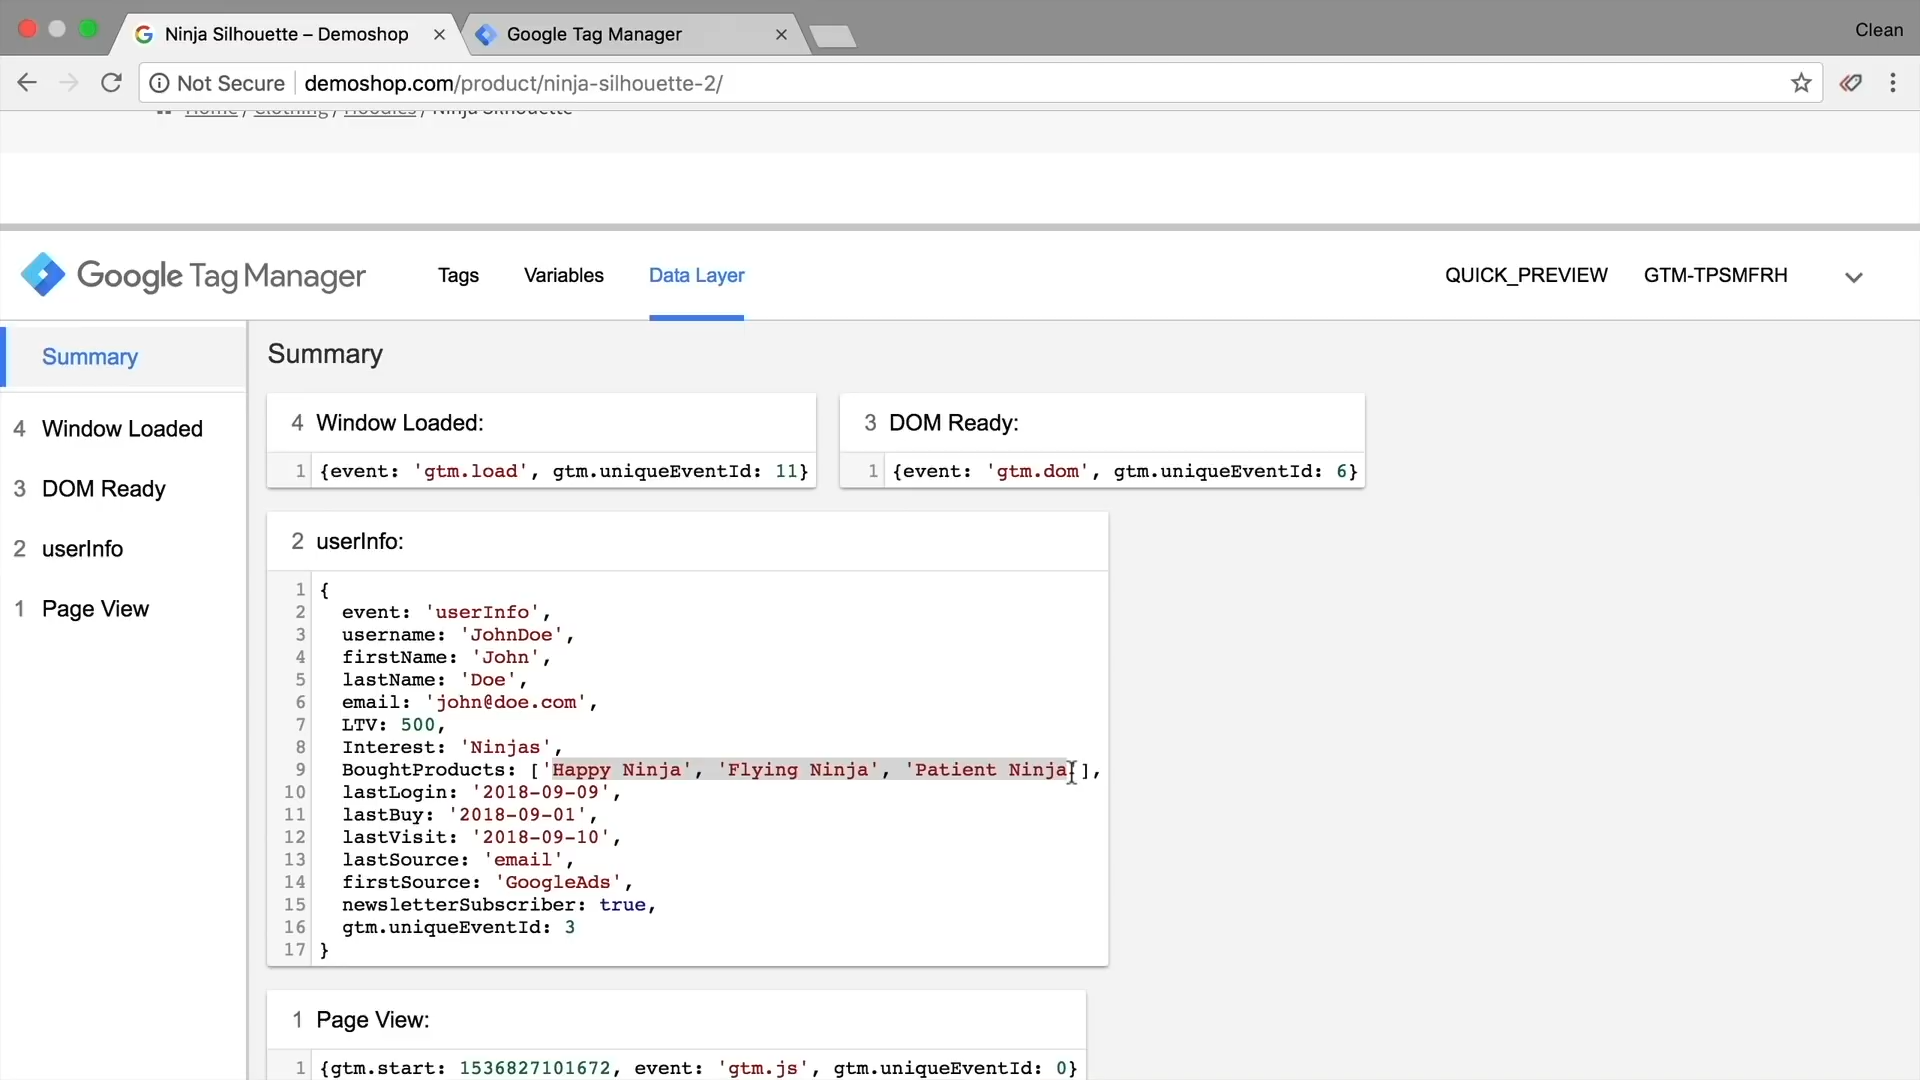 Ninja Silhouette – Demoshop
Google Tag Manager
Clean
Not Secure demoshop.com/product/ninja-silhouette-2/
Home / Clothing / Hoodies / Ninja Silhouette
Google Tag Manager Tags Variables Data Layer QUICK_PREVIEW GTM-TPSMFRH
Summary
4 Window Loaded
3 DOM Ready
2 userInfo
1 Page View
Summary
4 Window Loaded:
1 {event: 'gtm.load', gtm.uniqueEventId: 11}
3 DOM Ready:
1 {event: 'gtm.dom', gtm.uniqueEventId: 6}
2 userInfo:
1 {
2 event: 'userInfo',
3 username: 'JohnDoe',
4 firstName: 'John',
5 lastName: 'Doe',
6 email: 'john@doe.com',
7 LTV: 500,
8 Interest: 'Ninjas',
9 BoughtProducts: ['Happy Ninja', 'Flying Ninja', 'Patient Ninja'],
10 lastLogin: '2018-09-09',
11 lastBuy: '2018-09-01',
12 lastVisit: '2018-09-10',
13 lastSource: 'email',
14 firstSource: 'GoogleAds',
15 newsletterSubscriber: true,
16 gtm.uniqueEventId: 3
17 }
1 Page View:
1 {gtm.start: 1536827101672, event: 'gtm.js', gtm.uniqueEventId: 0}